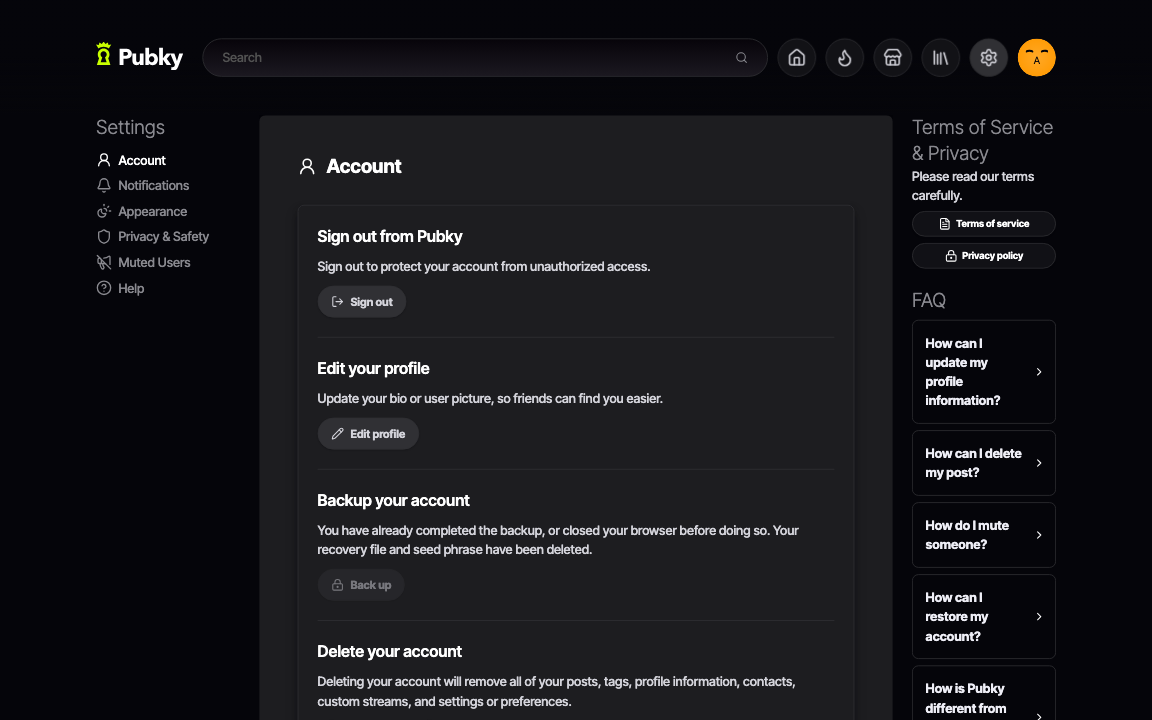 Pubky
Search
A
Settings
Account
Notifications
Appearance
Privacy & Safety
Muted Users
Help
Account
Sign out from Pubky
Sign out to protect your account from unauthorized access.
Sign out
Edit your profile
Update your bio or user picture, so friends can find you easier.
Edit profile
Backup your account
You have already completed the backup, or closed your browser before doing so. Your
recovery file and seed phrase have been deleted.
Back up
Delete your account
Deleting your account will remove all of your posts, tags, profile information, contacts,
custom streams, and settings or preferences.
Terms of Service
& Privacy
Please read our terms
carefully.
Terms of service
Privacy policy
FAQ
How can I
update my
profile
information?
How can I delete
my post?
How do I mute
someone?
How can I
restore my
account?
How is Pubky
different from